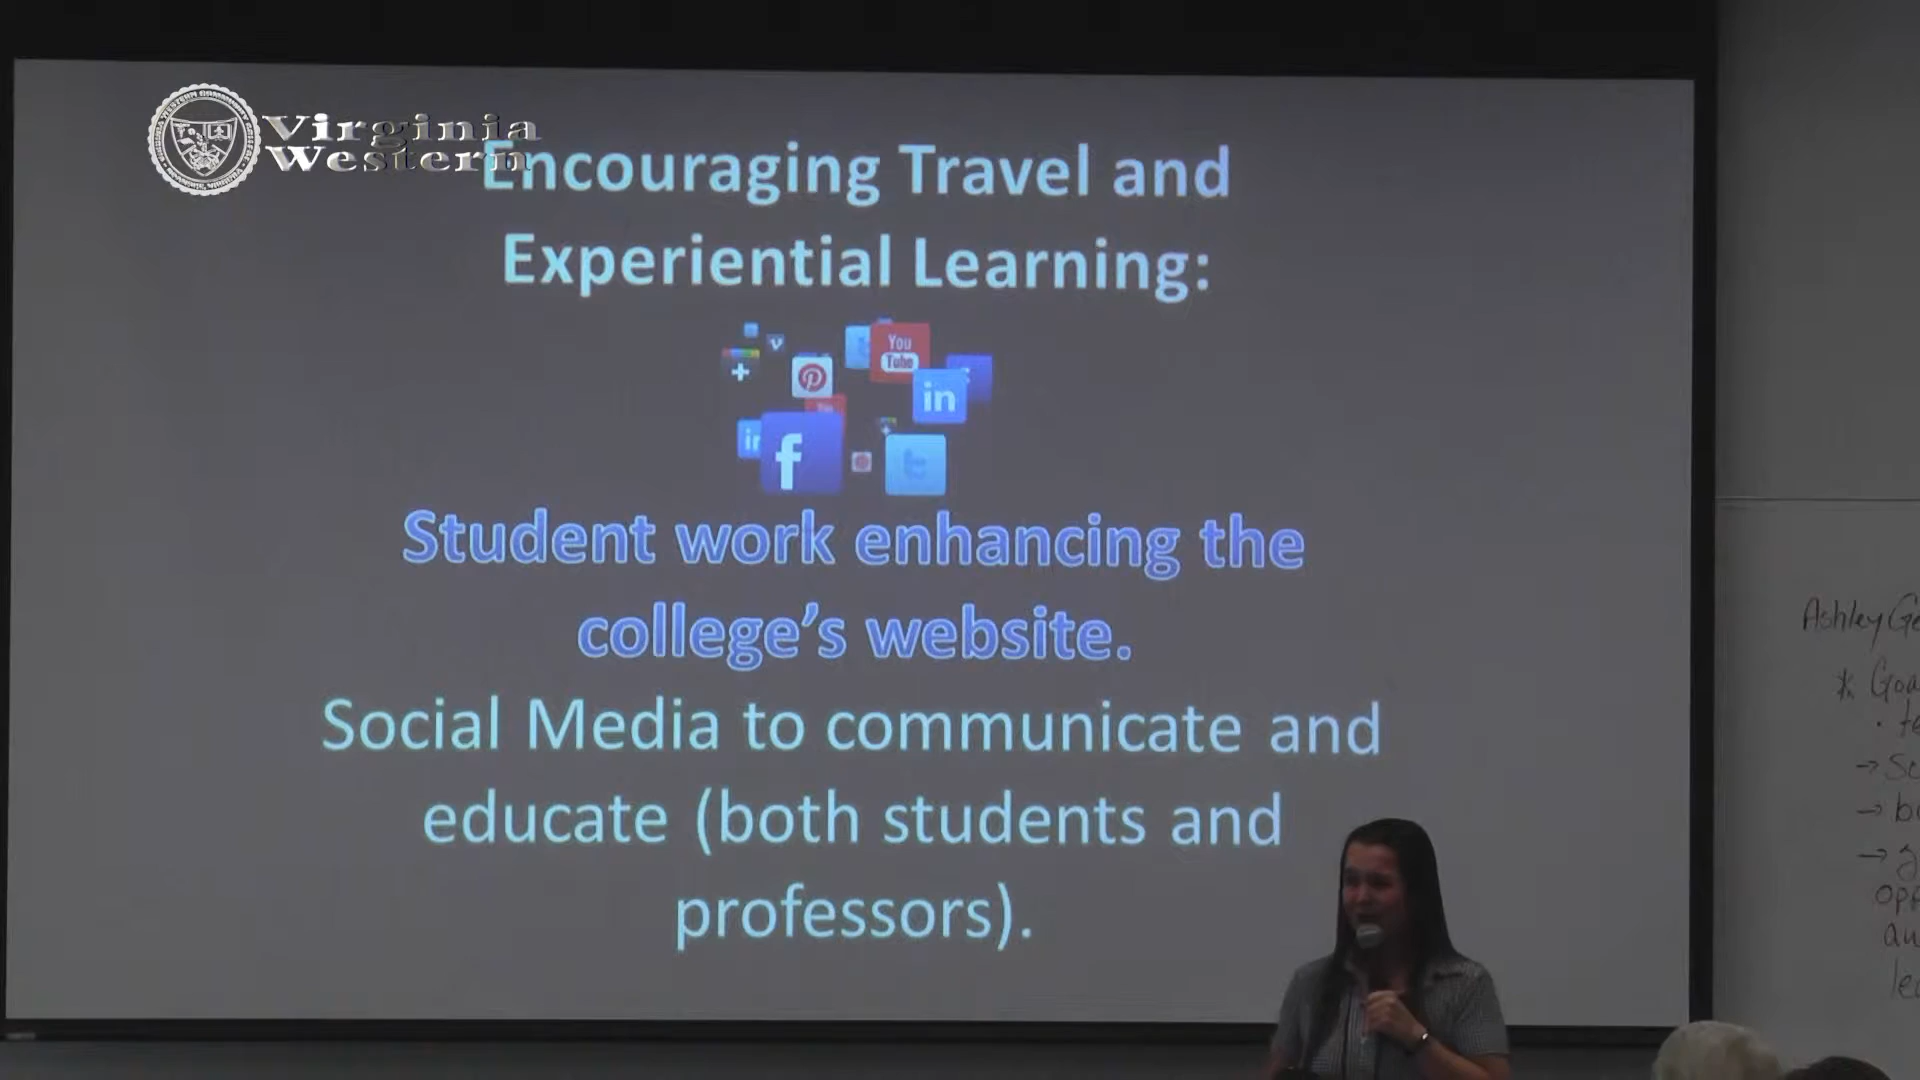 Virginia
Western
Encouraging Travel and
Experiential Learning:
You
Tube
in
in
f
Student work enhancing the
college's website.
Social Media to communicate and
educate (both students and
professors).
Ashley